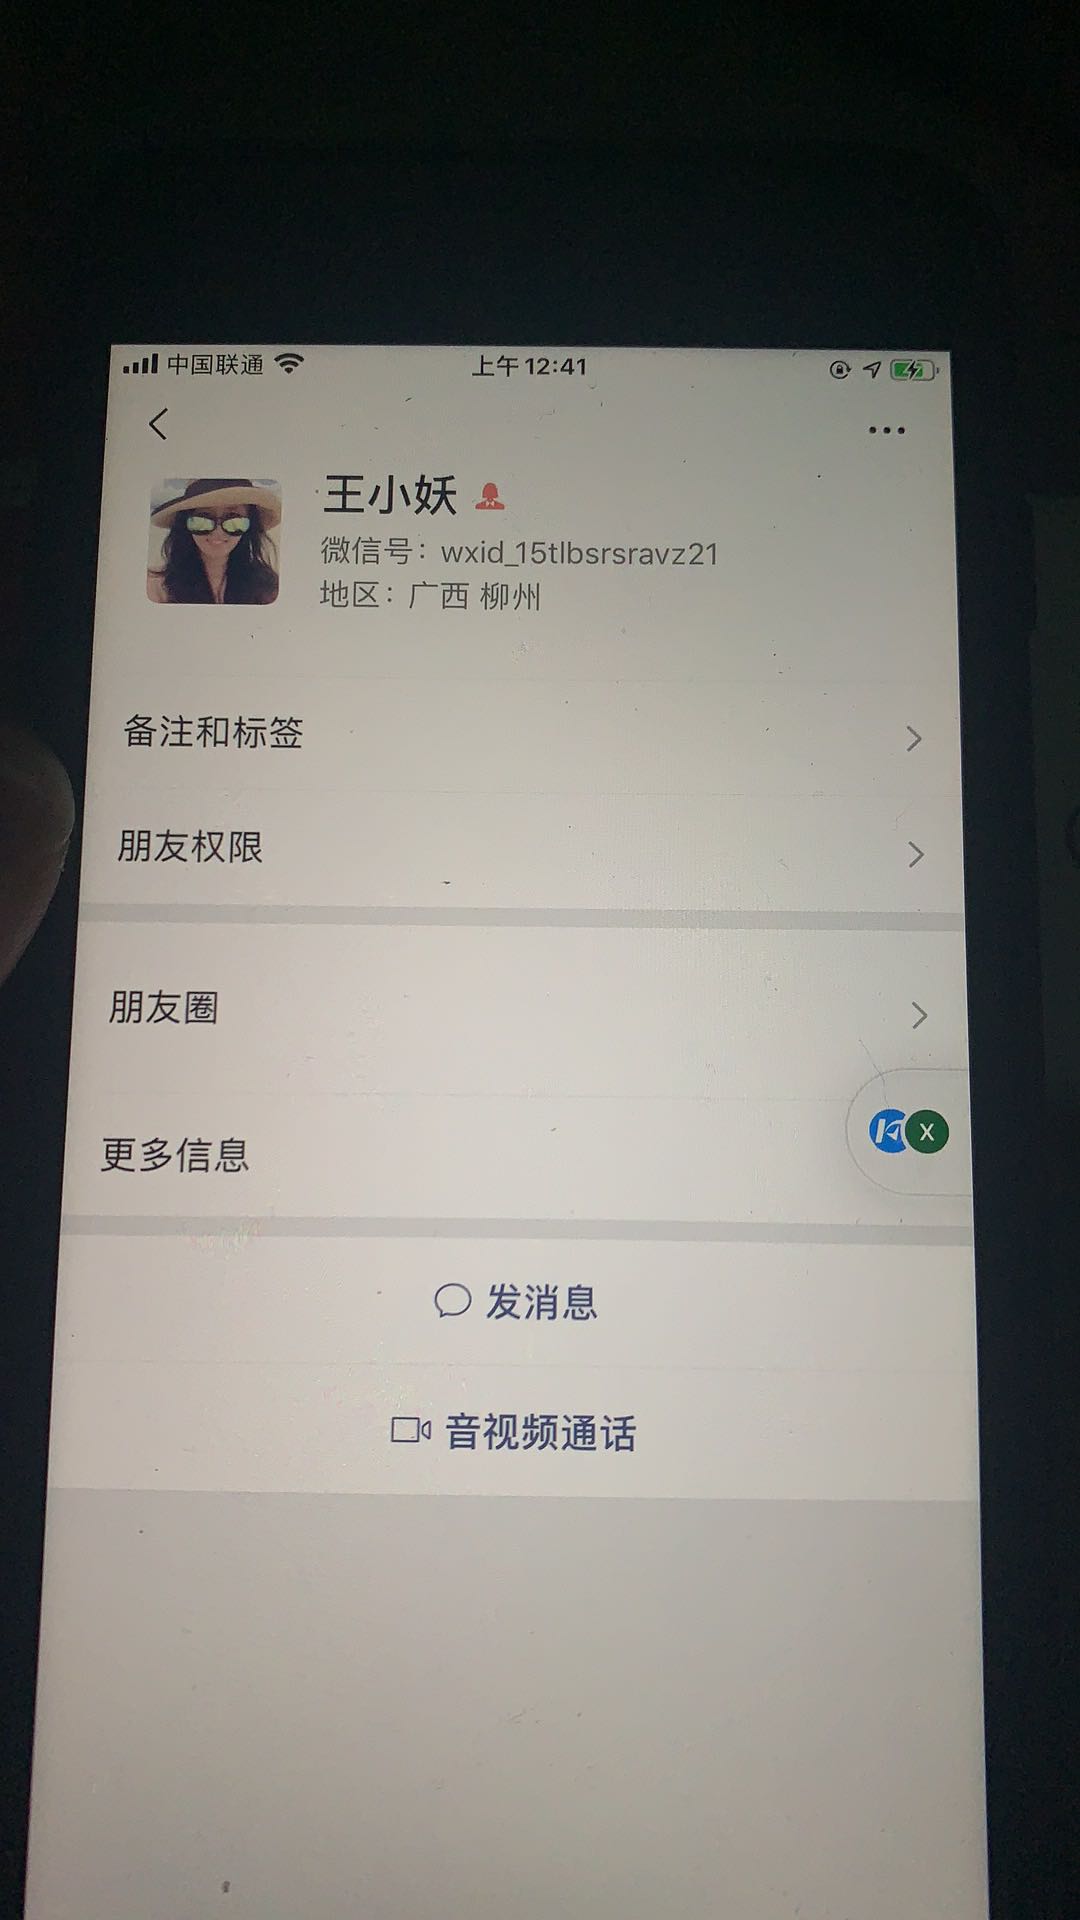 中国联通
上午12:41
王小妖
微信号：wxid_15tlbsrsravz21
地区：广西 柳州
备注和标签
朋友权限
朋友圈
更多信息
X
发消息
音视频通话